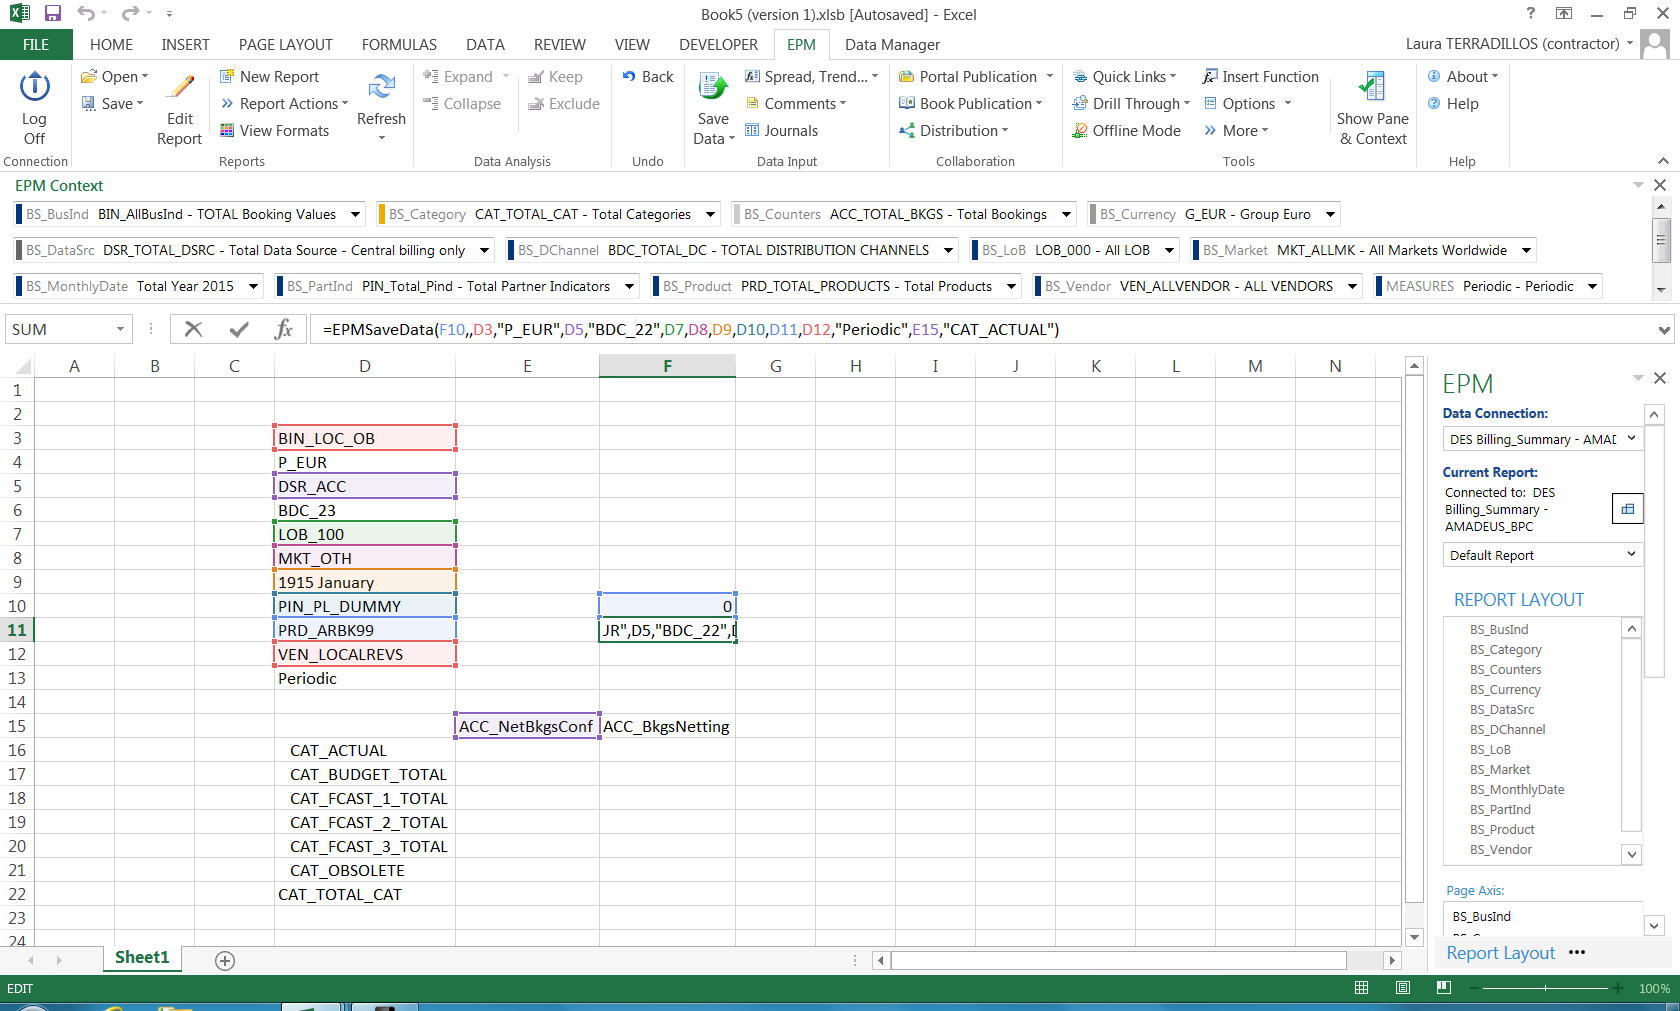 Book5 (version 1).xlsb [Autosaved] - Excel
?
FILE HOME INSERT PAGE LAYOUT FORMULAS DATA REVIEW VIEW DEVELOPER EPM Data Manager Laura TERRADILLOS (contractor)
Open New Report Expand Keep Back Spread, Trend... Portal Publication Quick Links Insert Function About
Save Report Actions Collapse Exclude Comments Book Publication Drill Through Options Help
View Formats Journals Distribution Offline Mode More
Log Off
Edit Report
Refresh
Save Data
Show Pane & Context
Connection Reports Data Analysis Undo Data Input Collaboration Tools Help
EPM Context
BS_BusInd BIN_AllBusInd - TOTAL Booking Values BS_Category CAT_TOTAL_CAT - Total Categories BS_Counters ACC_TOTAL_BKGS - Total Bookings BS_Currency G_EUR - Group Euro
BS_DataSrc DSR_TOTAL_DSRC - Total Data Source - Central billing only BS_DChannel BDC_TOTAL_DC - TOTAL DISTRIBUTION CHANNELS BS_LoB LOB_000 - All LOB BS_Market MKT_ALLMK - All Markets Worldwide
BS_MonthlyDate Total Year 2015 BS_PartInd PIN_Total_Pind - Total Partner Indicators BS_Product PRD_TOTAL_PRODUCTS - Total Products BS_Vendor VEN_ALLVENDOR - ALL VENDORS MEASURES Periodic - Periodic
SUM fx =EPMSaveData(F10,,D3,"P_EUR",D5,"BDC_22",D7,D8,D9,D10,D11,D12,"Periodic",E15,"CAT_ACTUAL")
A B C D E F G H I J K L M N
1
2
3 BIN_LOC_OB
4 P_EUR
5 DSR_ACC
6 BDC_23
7 LOB_100
8 MKT_OTH
9 1915 January
10 PIN_PL_DUMMY 0
11 PRD_ARBK99 UR",D5,"BDC_22",
12 VEN_LOCALREVS
13 Periodic
14
15 ACC_NetBkgsConf ACC_BkgsNetting
16 CAT_ACTUAL
17 CAT_BUDGET_TOTAL
18 CAT_FCAST_1_TOTAL
19 CAT_FCAST_2_TOTAL
20 CAT_FCAST_3_TOTAL
21 CAT_OBSOLETE
22 CAT_TOTAL_CAT
23
24
EPM
Data Connection:
DES Billing_Summary - AMAD
Current Report:
Connected to: DES
Billing_Summary -
AMADEUS_BPC
Default Report
REPORT LAYOUT
BS_BusInd
BS_Category
BS_Counters
BS_Currency
BS_DataSrc
BS_DChannel
BS_LoB
BS_Market
BS_MonthlyDate
BS_PartInd
BS_Product
BS_Vendor
Page Axis:
BS_BusInd
Report Layout ...
Sheet1
EDIT 100%